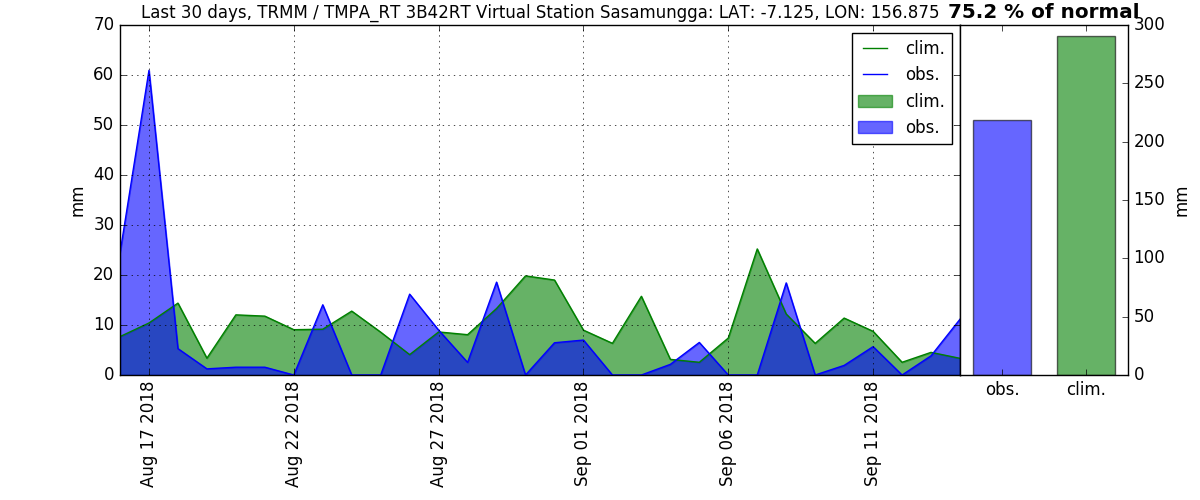 Last 30 days, TRMM / TMPA_RT 3B42RT Virtual Station Sasamungga: LAT: -7.125, LON: 156.875
75.2 % of normal
70
60
50
40
30
20
10
0
mm
clim.
obs.
clim.
obs.
Aug 17 2018
Aug 22 2018
Aug 27 2018
Sep 01 2018
Sep 06 2018
Sep 11 2018
300
250
200
150
100
50
0
mm
obs.
clim.